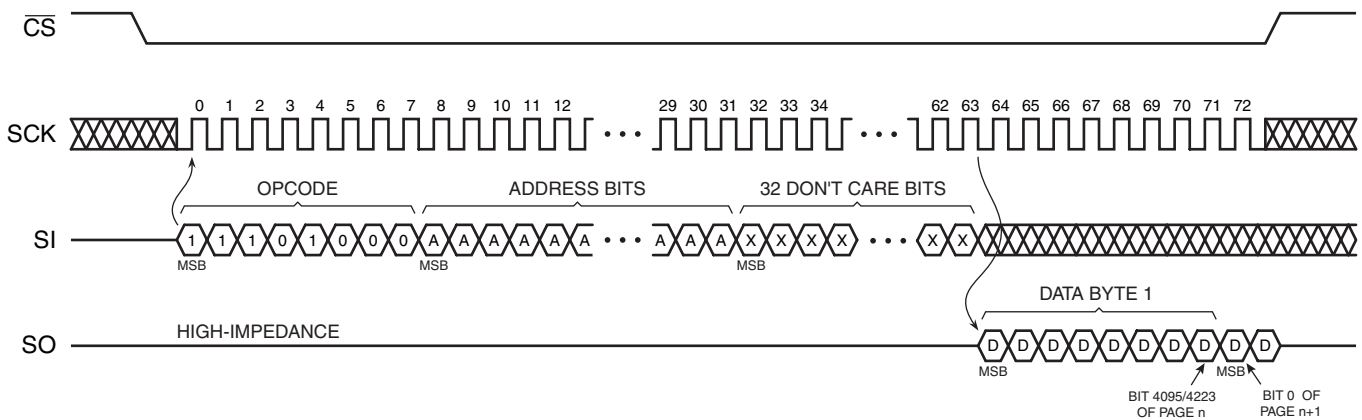 CS
0 1 2 3 4 5 6 7 8 9 10 11 12 29 30 31 32 33 34 62 63 64 65 66 67 68 69 70 71 72
SCK
OPCODE ADDRESS BITS 32 DON'T CARE BITS
SI 1 1 1 0 1 0 0 0 A A A A A A A A A X X X X X X
MSB MSB MSB
DATA BYTE 1
HIGH-IMPEDANCE
SO D D D D D D D D D D
MSB MSB
BIT 4095/4223
OF PAGE n
BIT 0 OF
PAGE n+1